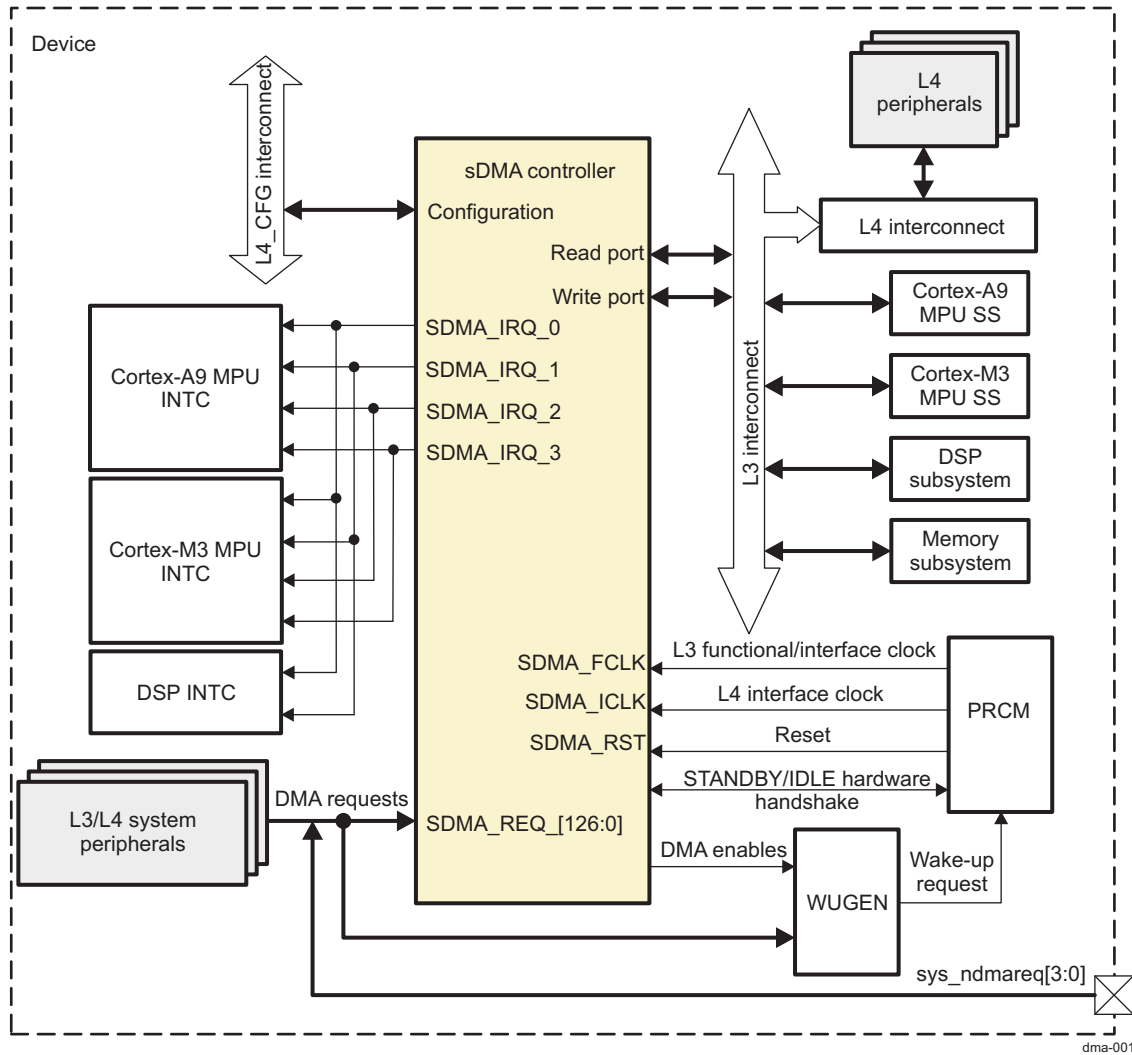 Device
L4_CFG interconnect
L4
peripherals
sDMA controller
Configuration
L4 interconnect
Read port
Write port
L3 interconnect
Cortex-A9
MPU SS
Cortex-M3
MPU SS
DSP
subsystem
Memory
subsystem
SDMA_IRQ_0
SDMA_IRQ_1
SDMA_IRQ_2
SDMA_IRQ_3
Cortex-A9 MPU
INTC
Cortex-M3 MPU
INTC
DSP INTC
SDMA_FCLK
L3 functional/interface clock
SDMA_ICLK
L4 interface clock
SDMA_RST
Reset
PRCM
STANDBY/IDLE hardware
handshake
L3/L4 system
peripherals
DMA requests
SDMA_REQ_[126:0]
DMA enables
WUGEN
Wake-up
request
sys_ndmareq[3:0]
dma-001